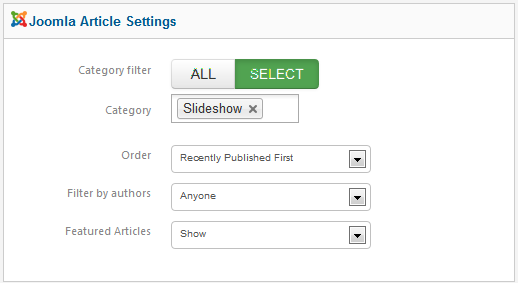 Joomla Article Settings
Category filter ALL SELECT
Category Slideshow ×
Order Recently Published First
Filter by authors Anyone
Featured Articles Show